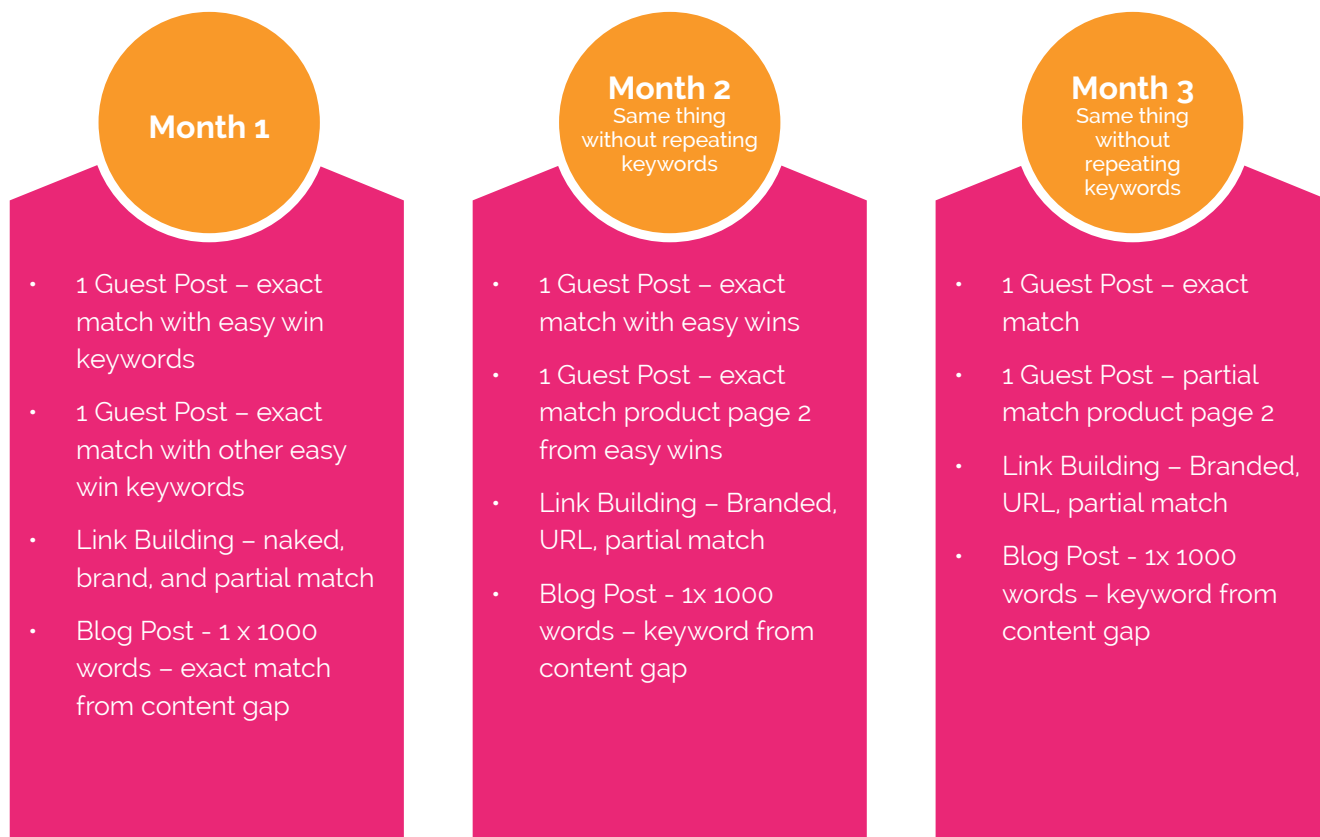 Month 1
• 1 Guest Post – exact
match with easy win
keywords
• 1 Guest Post – exact
match with other easy
win keywords
• Link Building – naked,
brand, and partial match
• Blog Post - 1 x 1000
words – exact match
from content gap
Month 2
Same thing
without repeating
keywords
• 1 Guest Post – exact
match with easy wins
• 1 Guest Post – exact
match product page 2
from easy wins
• Link Building – Branded,
URL, partial match
• Blog Post - 1x 1000
words – keyword from
content gap
Month 3
Same thing
without
repeating
keywords
• 1 Guest Post – exact
match
• 1 Guest Post – partial
match product page 2
• Link Building – Branded,
URL, partial match
• Blog Post - 1x 1000
words – keyword from
content gap